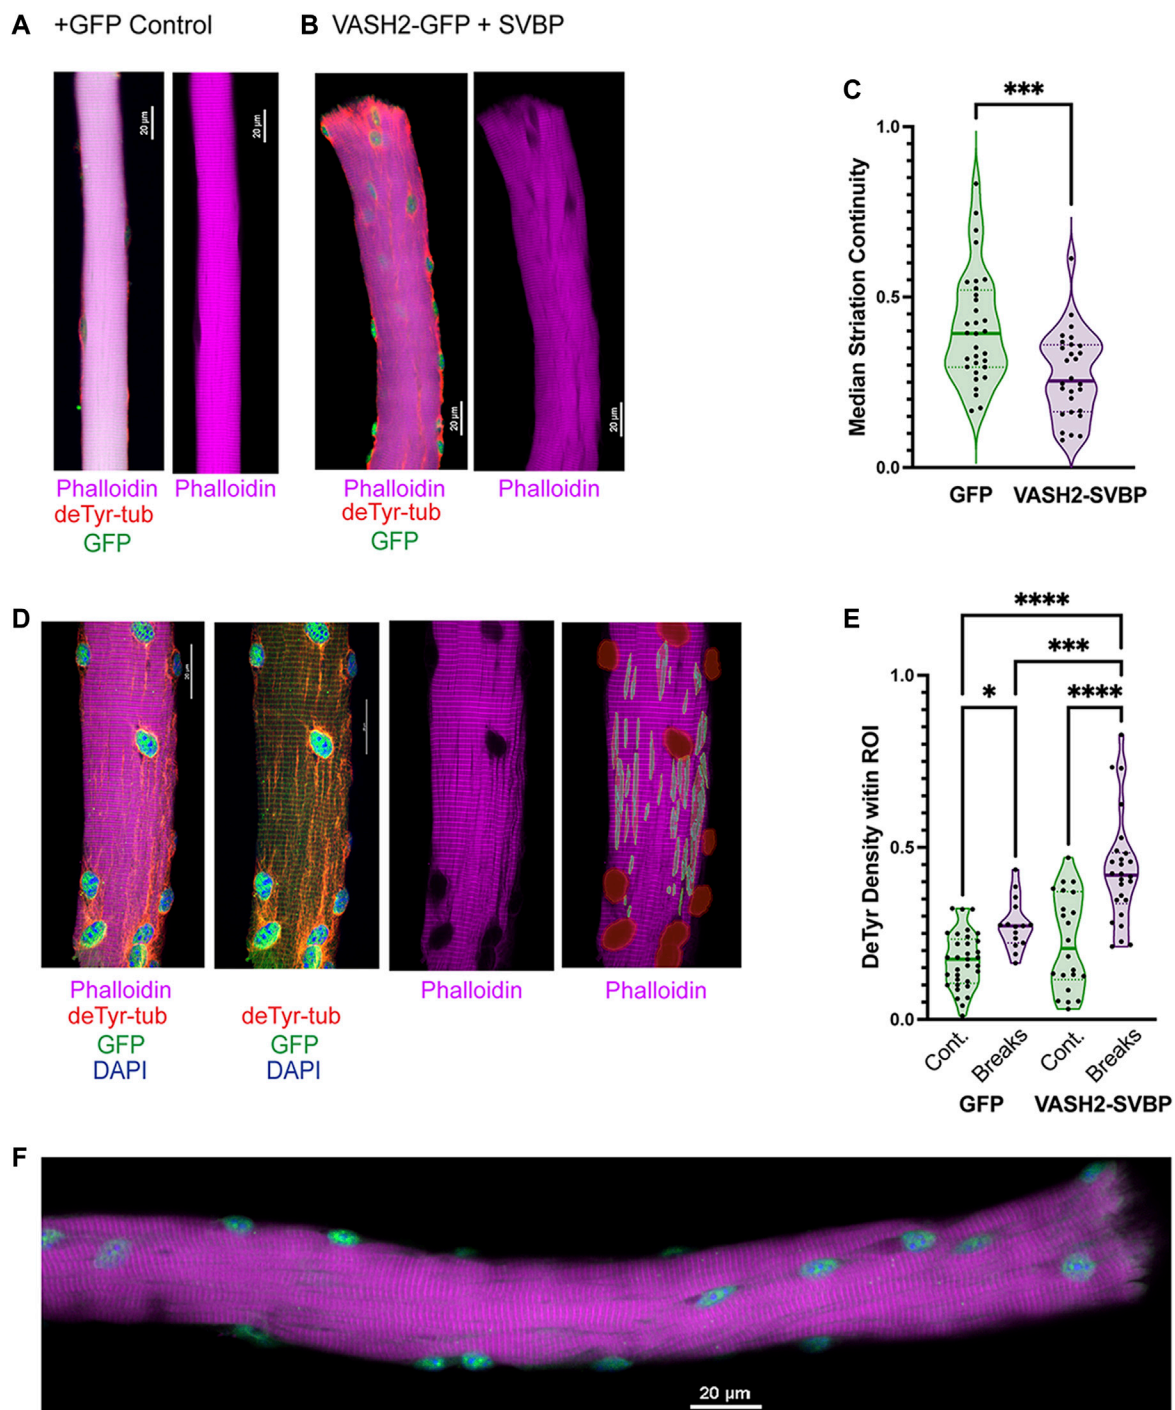 A +GFP Control
B VASH2-GFP + SVBP
20 µm
20 µm
20 µm
20 µm
Phalloidin
deTyr-tub
GFP
Phalloidin
Phalloidin
deTyr-tub
GFP
Phalloidin
C
***
Median Striation Continuity
1.0
0.5
0.0
GFP
VASH2-SVBP
D
Phalloidin
deTyr-tub
GFP
DAPI
deTyr-tub
GFP
DAPI
Phalloidin
Phalloidin
E
****
***
* ****
DeTyr Density witin ROI
1.0
0.5
0.0
Cont.
Breaks
Cont.
Breaks
GFP
VASH2-SVBP
F
20 µm